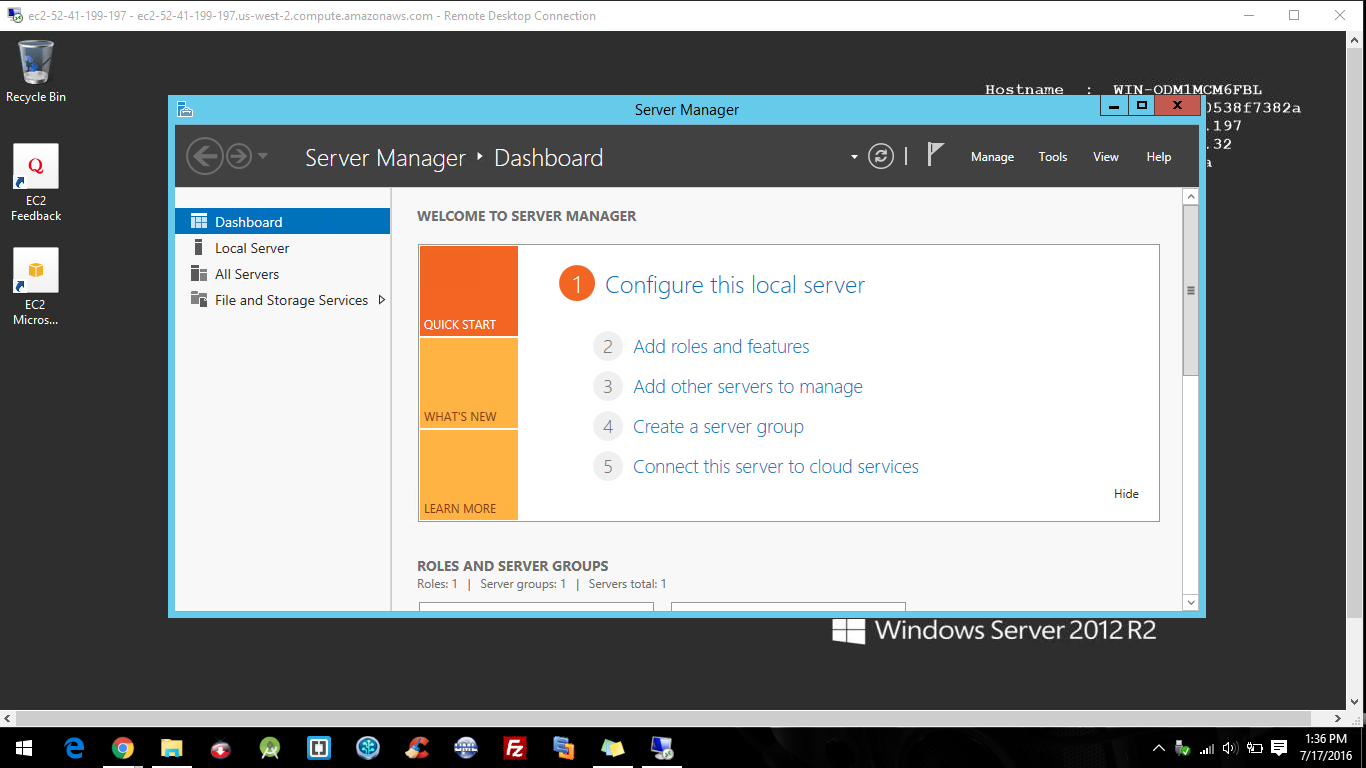 ec2-52-41-199-197 - ec2-52-41-199-197.us-west-2.compute.amazonaws.com - Remote Desktop Connection
Recycle Bin
EC2
Feedback
EC2
Micros...
Hostname : WIN-ODM1MCM6FBL
0538f7382a
.197
.32
a
Server Manager
Server Manager ‣ Dashboard
Manage Tools View Help
Dashboard
Local Server
All Servers
File and Storage Services
WELCOME TO SERVER MANAGER
QUICK START
WHAT'S NEW
LEARN MORE
1 Configure this local server
2 Add roles and features
3 Add other servers to manage
4 Create a server group
5 Connect this server to cloud services
Hide
ROLES AND SERVER GROUPS
Roles: 1 | Server groups: 1 | Servers total: 1
Windows Server 2012 R2
1:36 PM
7/17/2016